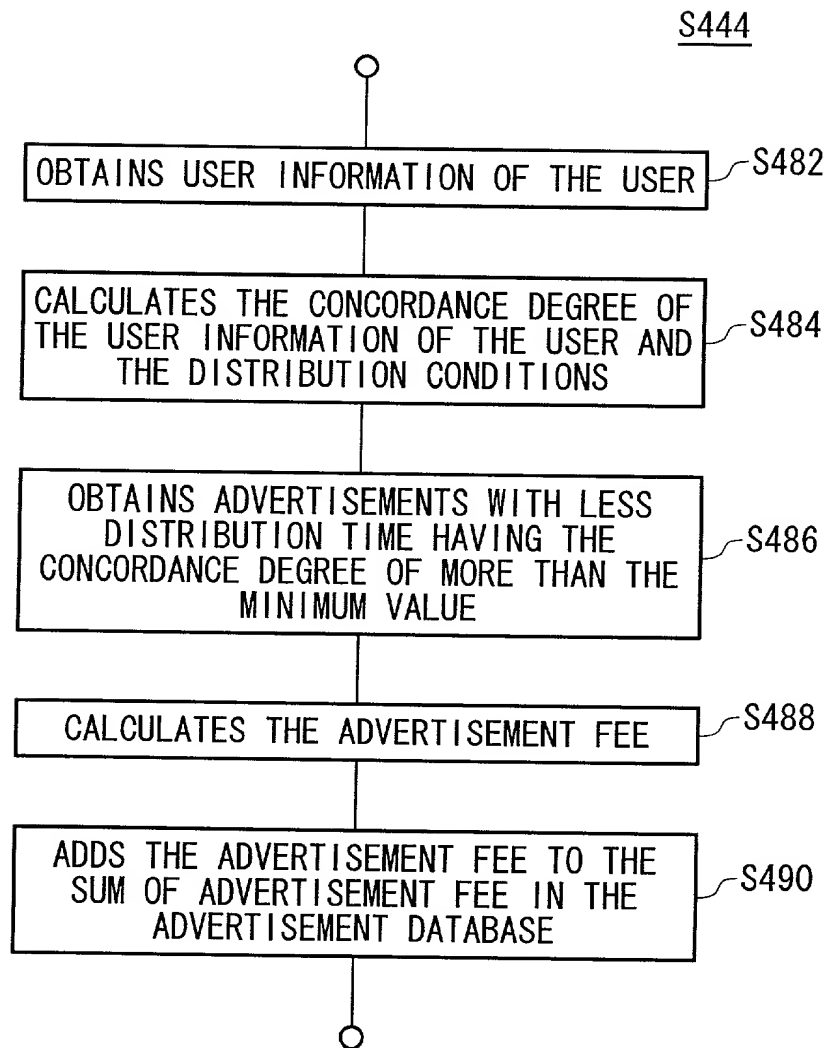 S444
OBTAINS USER INFORMATION OF THE USER
S482
CALCULATES THE CONCORDANCE DEGREE OF
THE USER INFORMATION OF THE USER AND
THE DISTRIBUTION CONDITIONS
S484
OBTAINS ADVERTISEMENTS WITH LESS
DISTRIBUTION TIME HAVING THE
CONCORDANCE DEGREE OF MORE THAN THE
MINIMUM VALUE
S486
CALCULATES THE ADVERTISEMENT FEE
S488
ADDS THE ADVERTISEMENT FEE TO THE
SUM OF ADVERTISEMENT FEE IN THE
ADVERTISEMENT DATABASE
S490